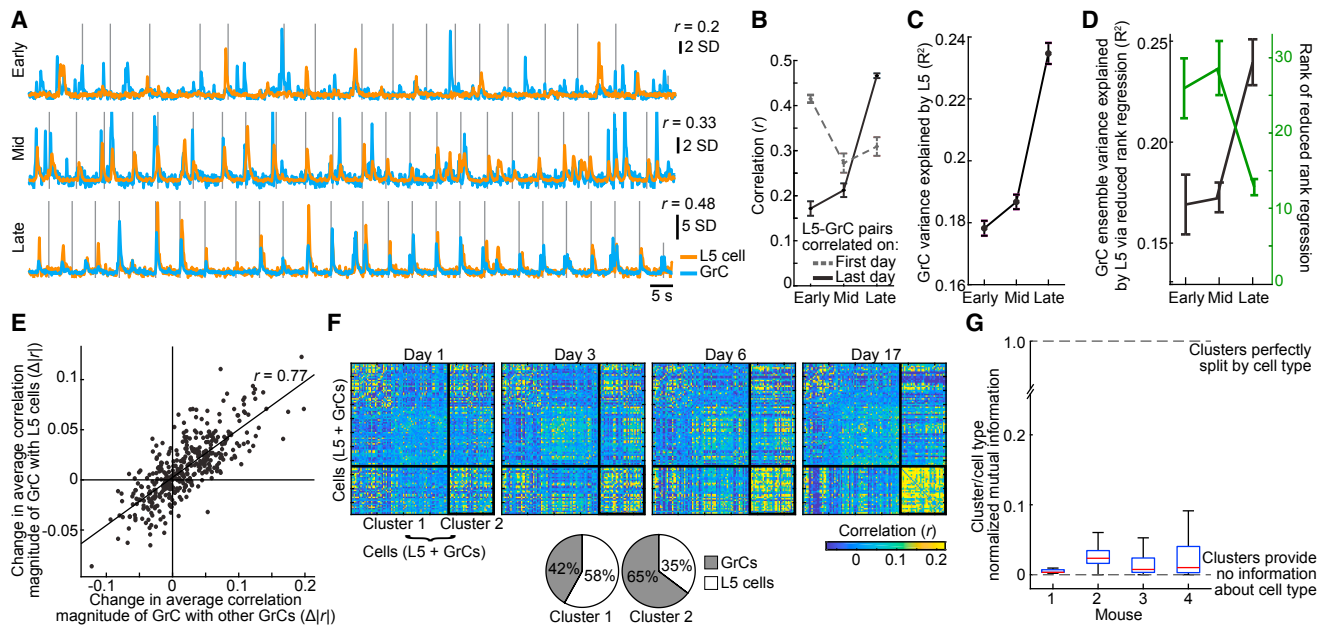 A
Early
r = 0.2
2 SD
Mid
r = 0.33
2 SD
Late
r = 0.48
5 SD
L5 cell
GrC
5 s
B
Correlation (r)
0.5
0.4
0.3
0.2
0.1
0
L5-GrC pairs
correlated on:
First day
Last day
Early Mid Late
C
GrC variance explained by L5 (R²)
0.24
0.22
0.2
0.18
0.16
Early Mid Late
D
GrC ensemble variance explained
by L5 via reduced rank regression (R²)
0.25
0.20
0.15
Early Mid Late
30
20
10
0
Rank of reduced rank regression
E
Change in average correlation
magnitude of GrC with L5 cells (Δ|r|)
0.1
0.05
0
-0.05
r = 0.77
-0.1 0 0.1 0.2
Change in average correlation
magnitude of GrC with other GrCs (Δ|r|)
F
Day 1 Day 3 Day 6 Day 17
Cells (L5 + GrCs)
Cluster 1 Cluster 2
Cells (L5 + GrCs)
Correlation (r)
0 0.2
42% 58%
65% 35%
GrCs
L5 cells
Cluster 1 Cluster 2
G
Cluster/cell type
normalized mutual information
1.0
0.2
0.1
0
Clusters perfectly
split by cell type
Clusters provide
no information
about cell type
1 2 3 4
Mouse